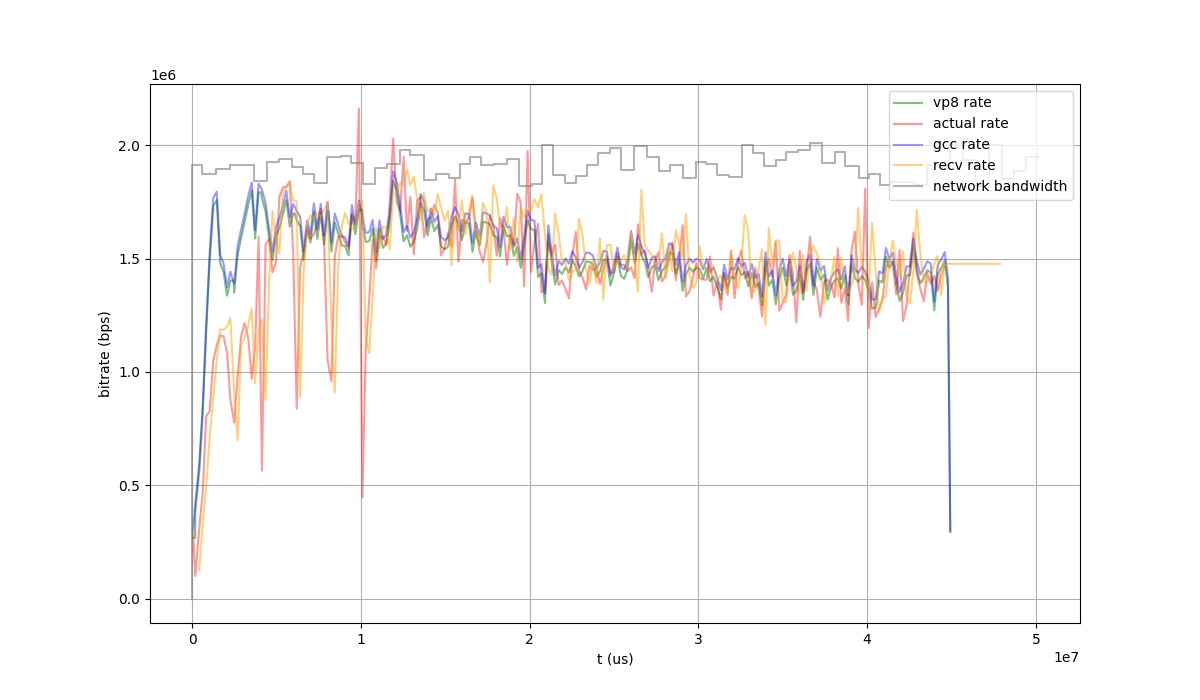 1e6
vp8 rate
actual rate
gcc rate
recv rate
network bandwidth
2.0
1.5
1.0
0.5
0.0
bitrate (bps)
0 1 2 3 4 5
t (us)
1e7